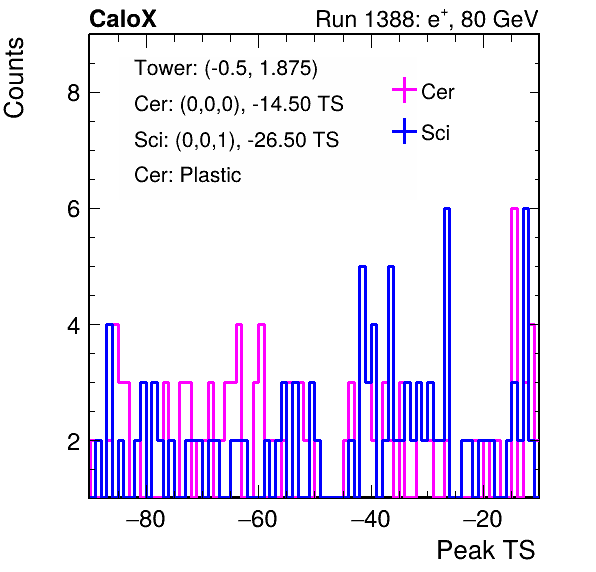 CaloX
Run 1388: e+, 80 GeV
Counts
Tower: (-0.5, 1.875)
Cer: (0,0,0), -14.50 TS
Sci: (0,0,1), -26.50 TS
Cer: Plastic
Cer
Sci
8
6
4
2
−80
−60
−40
−20
Peak TS